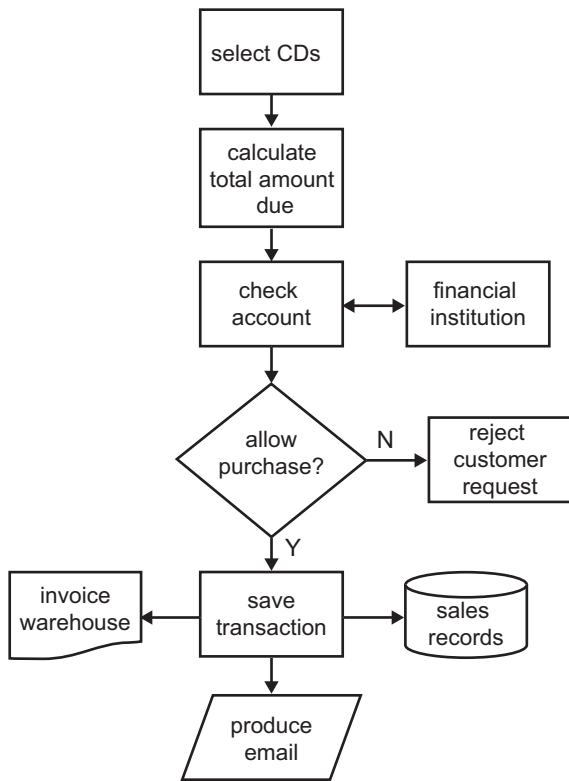 select CDs
calculate
total amount
due
check
account
financial
institution
allow
purchase?
N
reject
customer
request
Y
invoice
warehouse
save
transaction
sales
records
produce
email